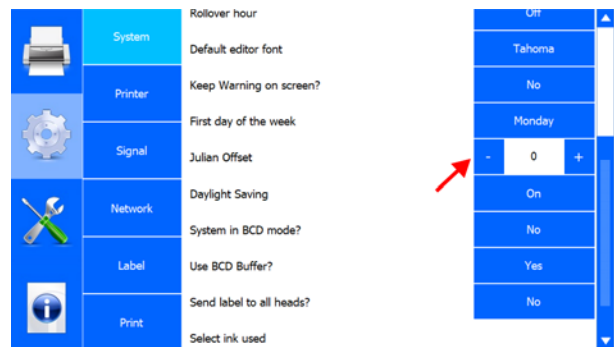 System
Printer
Signal
Network
Label
Print
Rollover hour Off
Default editor font Tahoma
Keep Warning on screen? No
First day of the week Monday
Julian Offset - 0 +
Daylight Saving On
System in BCD mode? No
Use BCD Buffer? Yes
Send label to all heads? No
Select ink used